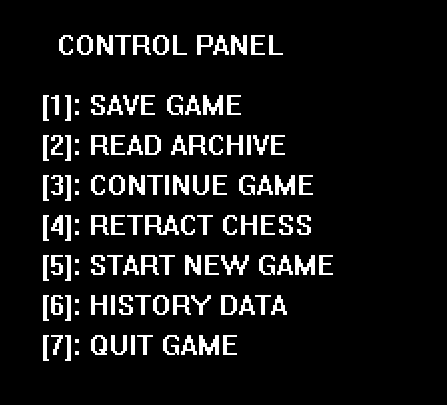 CONTROL PANEL
[1]: SAVE GAME
[2]: READ ARCHIVE
[3]: CONTINUE GAME
[4]: RETRACT CHESS
[5]: START NEW GAME
[6]: HISTORY DATA
[7]: QUIT GAME